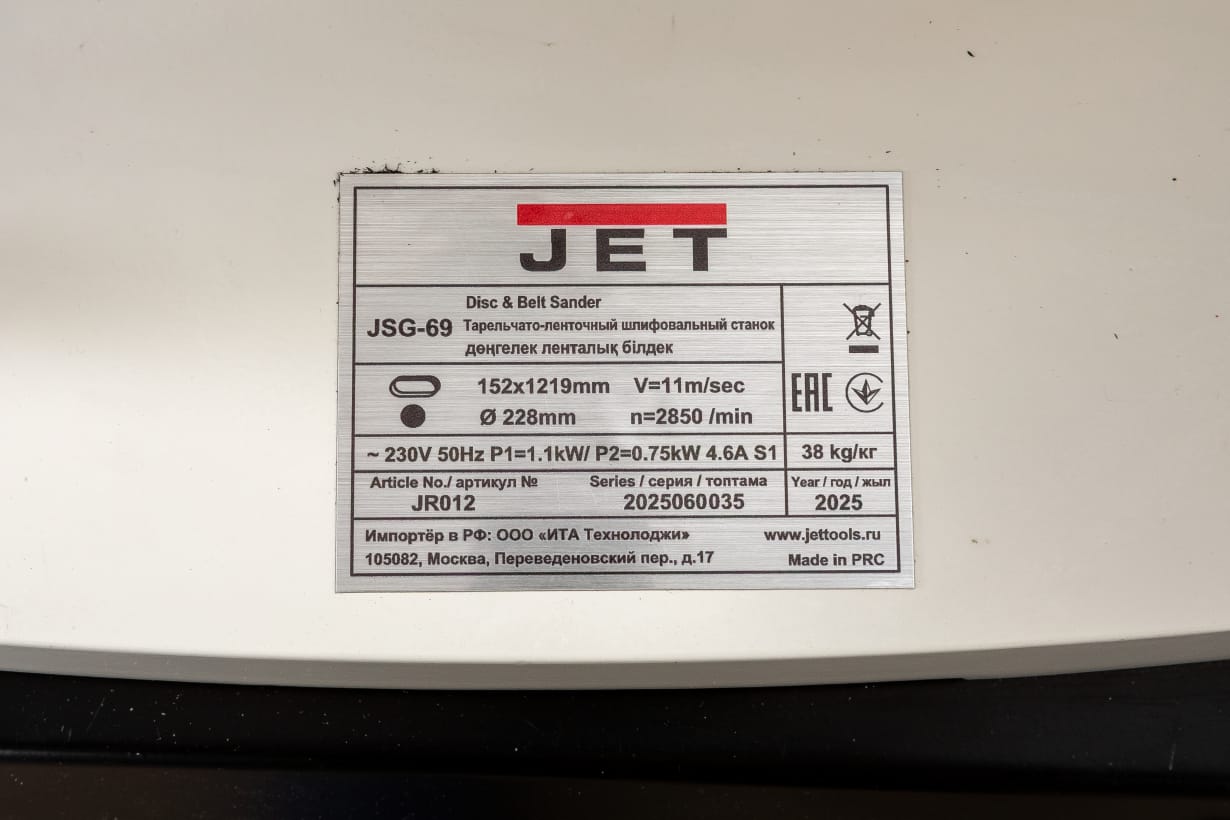 JET
Disc & Belt Sander
JSG-69 Тарельчато-ленточный шлифовальный станок
дөңгелек ленталық білдек
152x1219mm V=11m/sec
Ø 228mm n=2850 /min
EAC
~ 230V 50Hz P1=1.1kW/ P2=0.75kW 4.6A S1 38 kg/кг
Article No./ артикул № Series / серия / топтама Year / год / жыл
JR012 2025060035 2025
Импортёр в РФ: ООО «ИТА Технолоджи» www.jettools.ru
105082, Москва, Переведеновский пер., д.17 Made in PRC